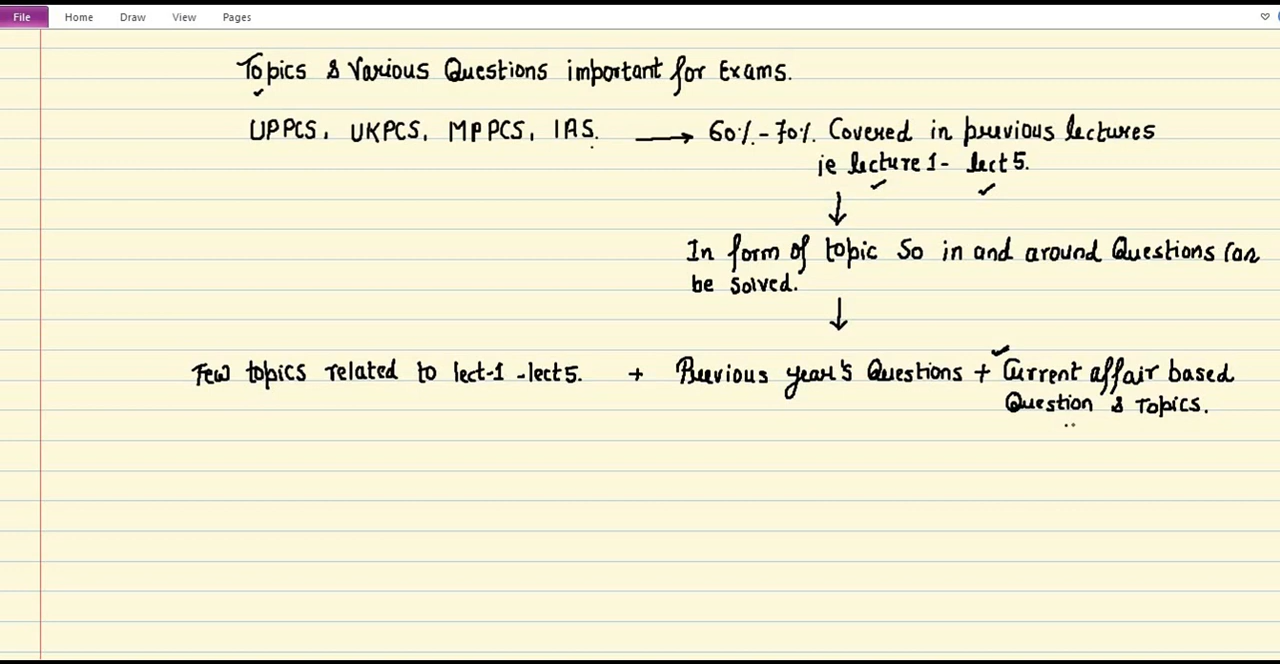 File Home Draw View Pages
Topics & Various Questions important for Exams.
UPPCS, UKPCS, MPPCS, IAS. → 60% - 70% Covered in previous lectures
ie lecture 1 - lect 5.
↓
In form of topic So in and around Questions Can
be Solved.
↓
Few topics related to lect-1 - lect 5. + Previous year's Questions + Current affair based
Question & Topics.